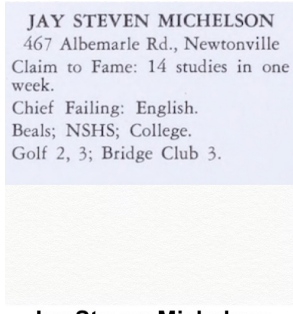 JAY STEVEN MICHELSON
467 Albemarle Rd., Newtonville
Claim to Fame: 14 studies in one
week.
Chief Failing: English.
Beals; NSHS; College.
Golf 2, 3; Bridge Club 3.